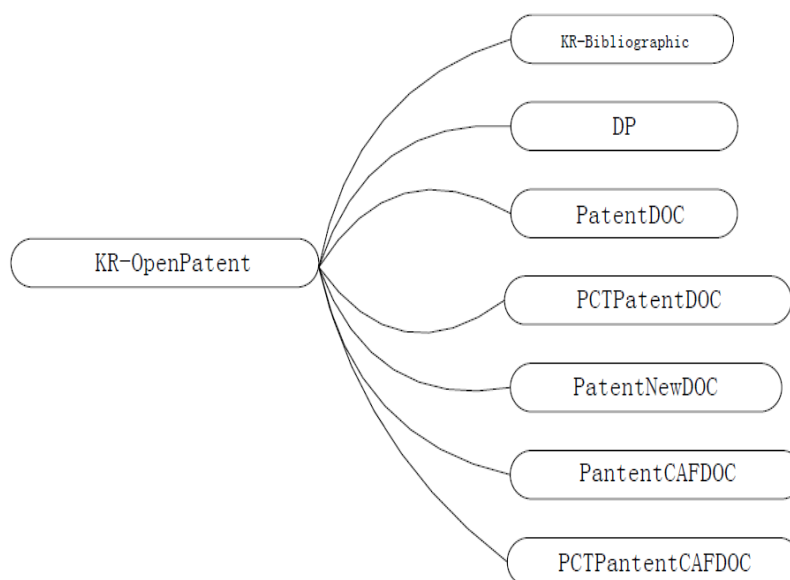 KR-Bibliographic
DP
PatentDOC
KR-OpenPatent
PCTPatentDOC
PatentNewDOC
PantentCAFDOC
PCTPantentCAFDOC